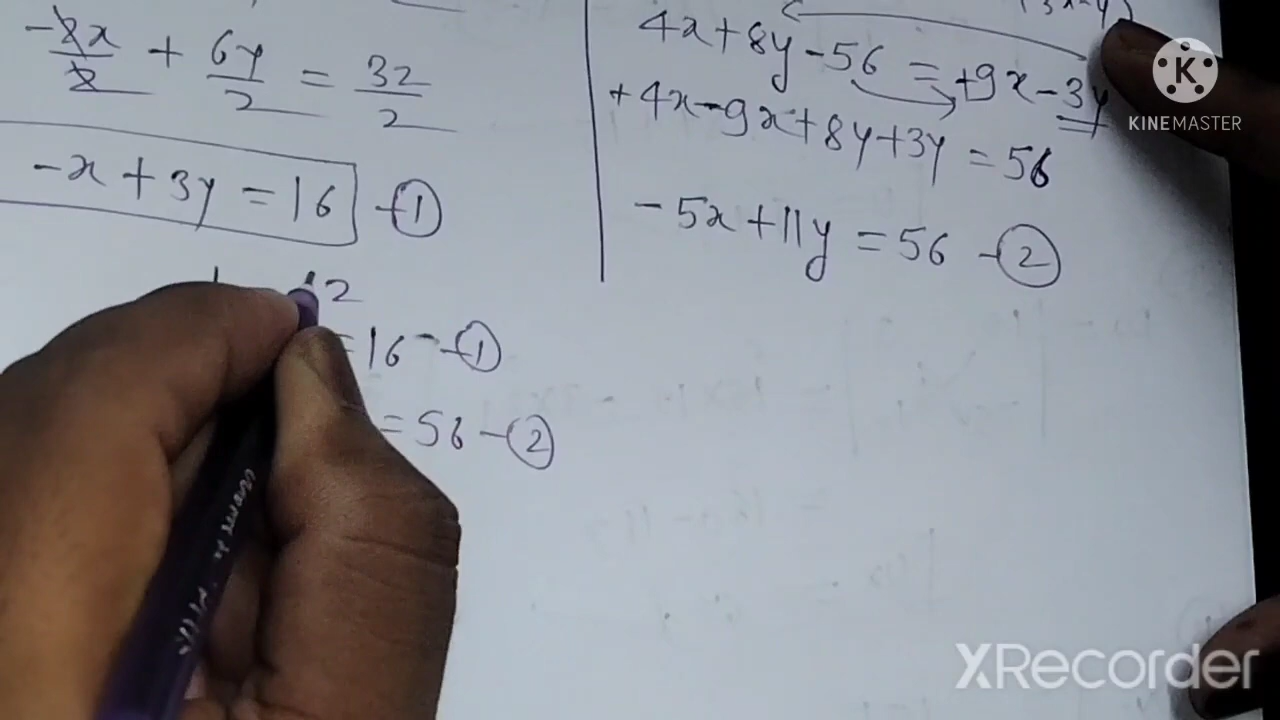 -2x/2 + 6y/2 = 32/2
-x + 3y = 16 -①
12
= 16 -①
= 56 -②
4x + 8y - 56 = +9x - 3y
+4x - 9x + 8y + 3y = 56
-5x + 11y = 56 -②
K
KINEMASTER
XRecorder